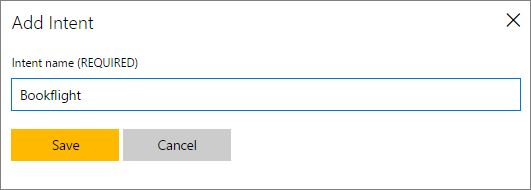 Add Intent
Intent name (REQUIRED)
Bookflight
Save Cancel